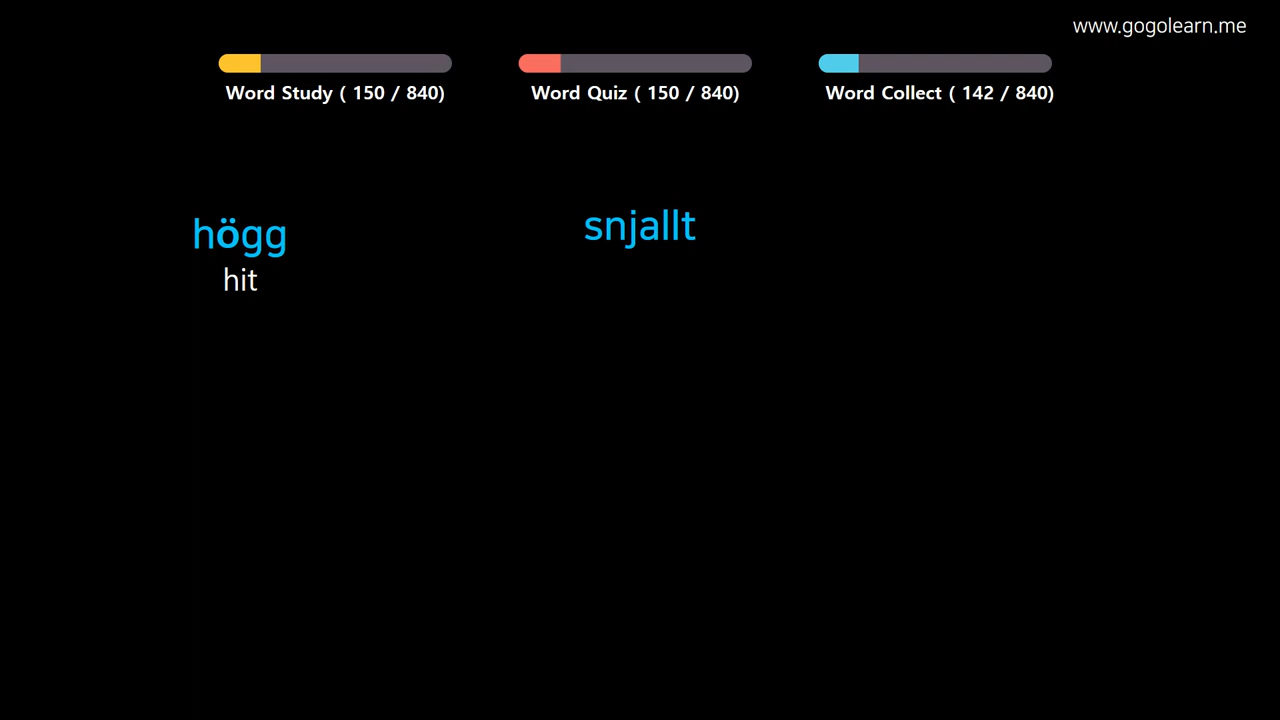 www.gogolearn.me
Word Study ( 150 / 840)
Word Quiz ( 150 / 840)
Word Collect ( 142 / 840)
högg
hit
snjallt